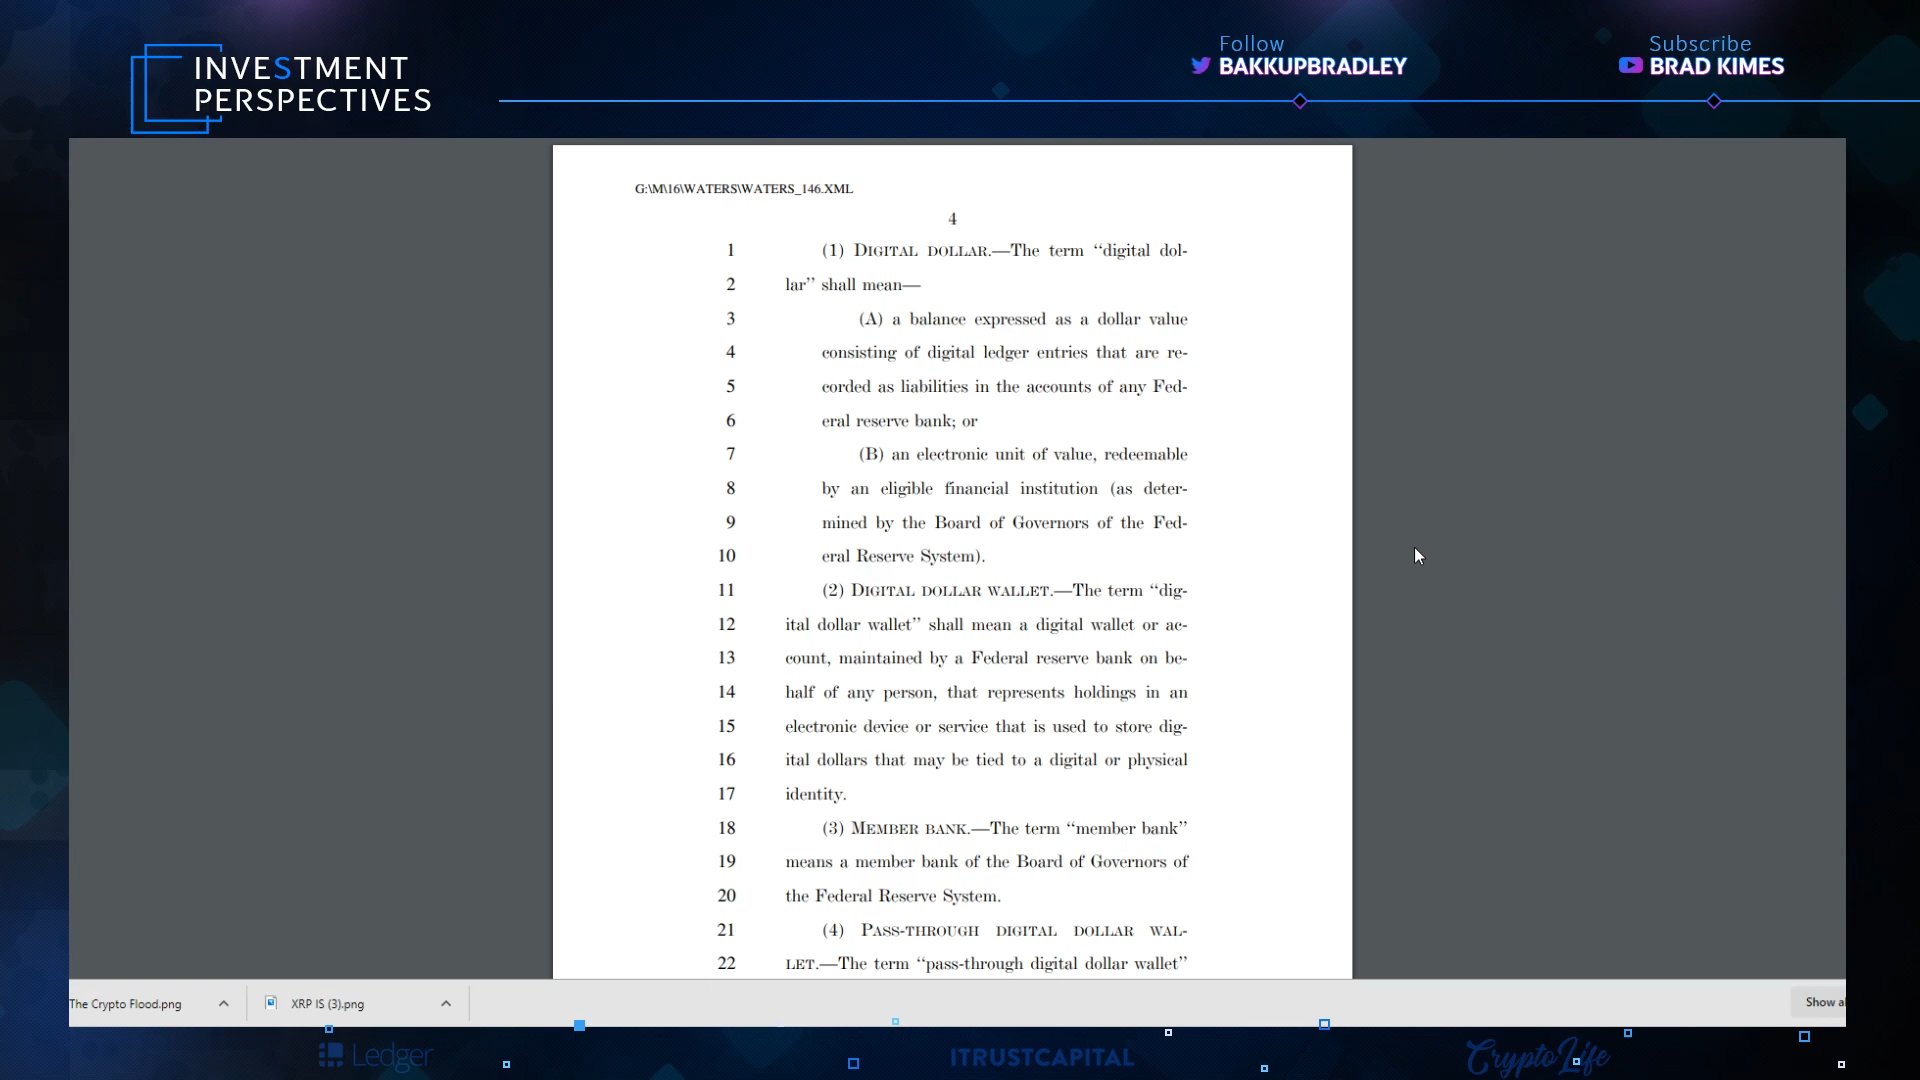 INVESTMENT
PERSPECTIVES
Follow
BAKKUPBRADLEY
Subscribe
BRAD KIMES
G:\M\16\WATERS\WATERS_146.XML
4
1 (1) DIGITAL DOLLAR.—The term ‘‘digital dol-
2 lar’’ shall mean—
3 (A) a balance expressed as a dollar value
4 consisting of digital ledger entries that are re-
5 corded as liabilities in the accounts of any Fed-
6 eral reserve bank; or
7 (B) an electronic unit of value, redeemable
8 by an eligible financial institution (as deter-
9 mined by the Board of Governors of the Fed-
10 eral Reserve System).
11 (2) DIGITAL DOLLAR WALLET.—The term ‘‘dig-
12 ital dollar wallet’’ shall mean a digital wallet or ac-
13 count, maintained by a Federal reserve bank on be-
14 half of any person, that represents holdings in an
15 electronic device or service that is used to store dig-
16 ital dollars that may be tied to a digital or physical
17 identity.
18 (3) MEMBER BANK.—The term ‘‘member bank’’
19 means a member bank of the Board of Governors of
20 the Federal Reserve System.
21 (4) PASS-THROUGH DIGITAL DOLLAR WAL-
22 LET.—The term ‘‘pass-through digital dollar wallet’’
The Crypto Flood.png
XRP IS (3).png
Show al
Ledger
ITRUSTCAPITAL
CryptoLife